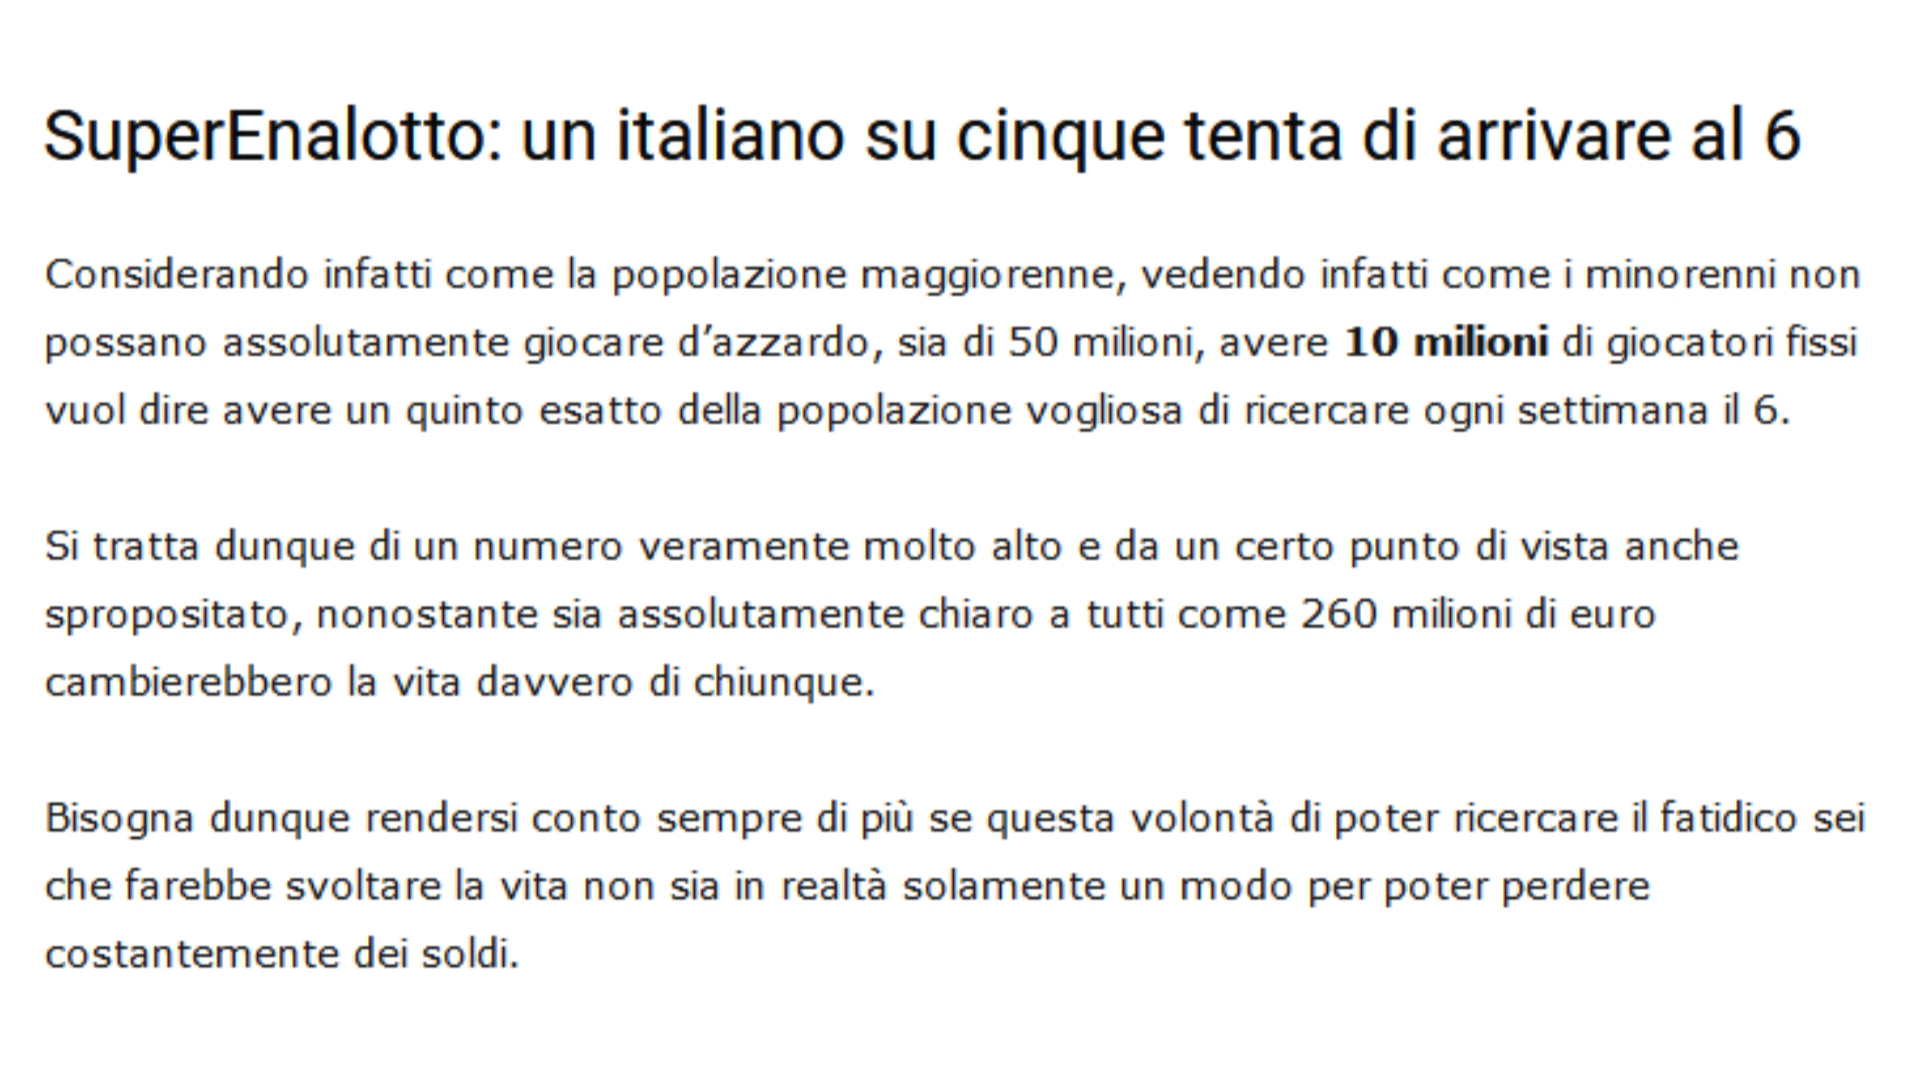 SuperEnalotto: un italiano su cinque tenta di arrivare al 6
Considerando infatti come la popolazione maggiorenne, vedendo infatti come i minorenni non
possano assolutamente giocare d’azzardo, sia di 50 milioni, avere 10 milioni di giocatori fissi
vuol dire avere un quinto esatto della popolazione vogliosa di ricercare ogni settimana il 6.
Si tratta dunque di un numero veramente molto alto e da un certo punto di vista anche
spropositato, nonostante sia assolutamente chiaro a tutti come 260 milioni di euro
cambierebbero la vita davvero di chiunque.
Bisogna dunque rendersi conto sempre di più se questa volontà di poter ricercare il fatidico sei
che farebbe svoltare la vita non sia in realtà solamente un modo per poter perdere
costantemente dei soldi.